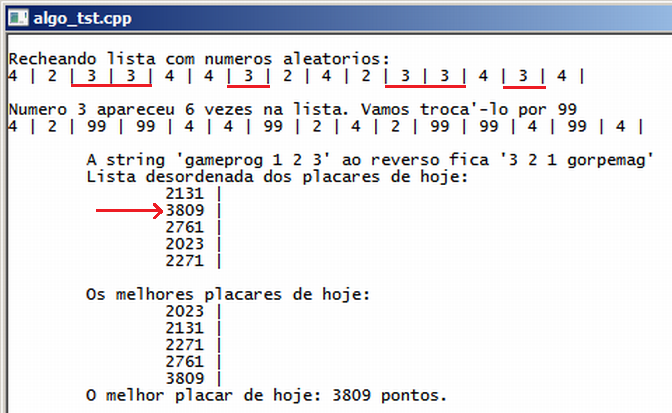 algo_tst.cpp
Recheando lista com numeros aleatorios:
4 | 2 | 3 | 3 | 4 | 4 | 3 | 2 | 4 | 2 | 3 | 3 | 4 | 3 | 4 |
Numero 3 apareceu 6 vezes na lista. Vamos troca'-lo por 99
4 | 2 | 99 | 99 | 4 | 4 | 99 | 2 | 4 | 2 | 99 | 99 | 4 | 99 | 4 |
A string 'gameprog 1 2 3' ao reverso fica '3 2 1 gorpemag'
Lista desordenada dos placares de hoje:
2131 |
3809 |
2761 |
2023 |
2271 |
Os melhores placares de hoje:
2023 |
2131 |
2271 |
2761 |
3809 |
O melhor placar de hoje: 3809 pontos.